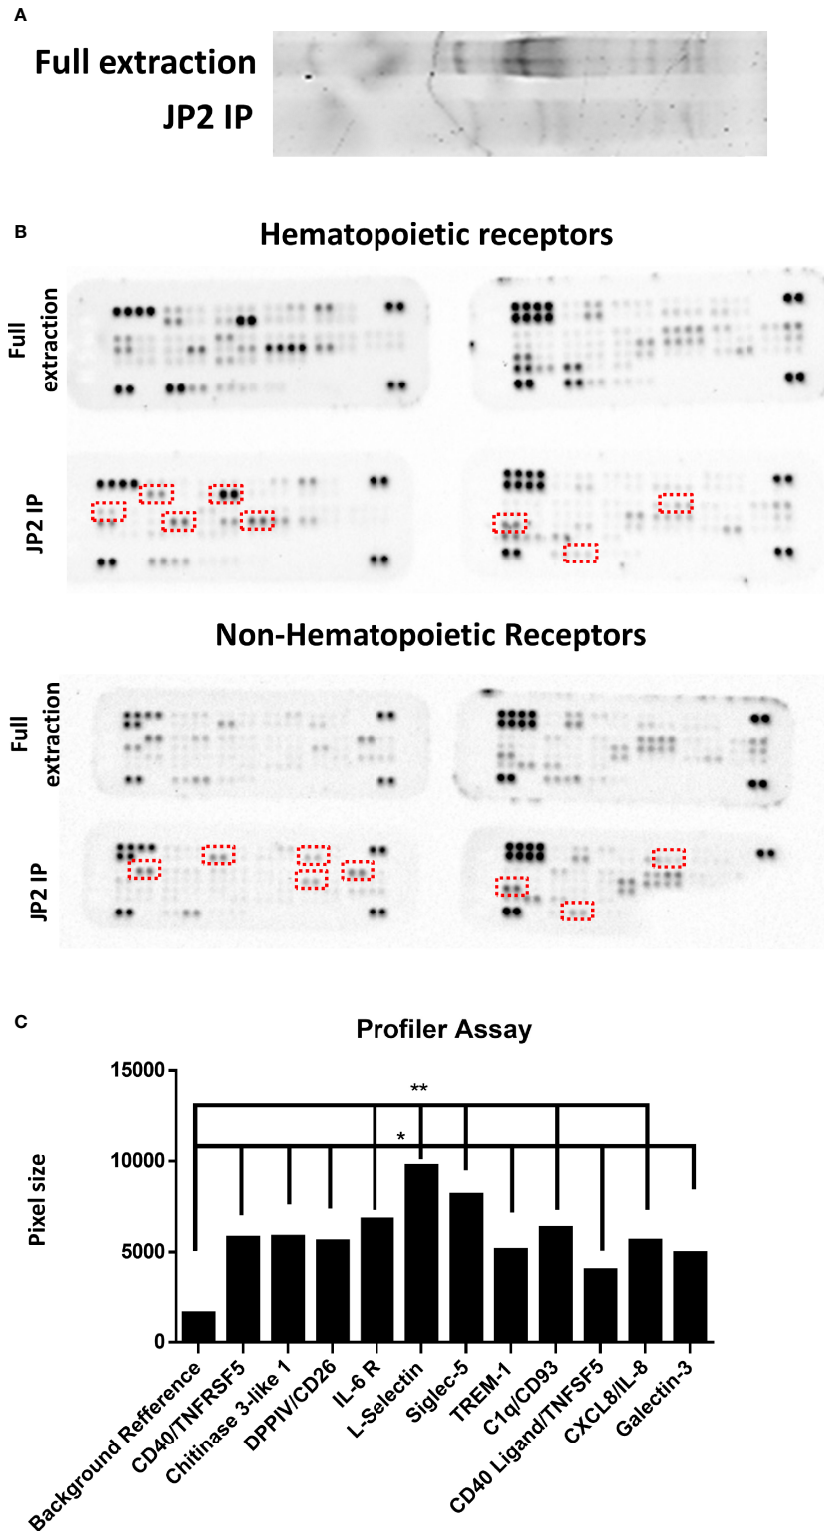 A
Full extraction
JP2 IP
B
Hematopoietic receptors
Full
extraction
JP2 IP
Non-Hematopoietic Receptors
Full
extraction
JP2 IP
C
Profiler Assay
Pixel size
15000
10000
5000
0
**
*
Background Refference
CD40/TNFRSF5
Chitinase 3-like 1
DPPIV/CD26
IL-6 R
L-Selectin
Siglec-5
TREM-1
C1q/CD93
CD40 Ligand/TNFSF5
CXCL8/IL-8
Galectin-3